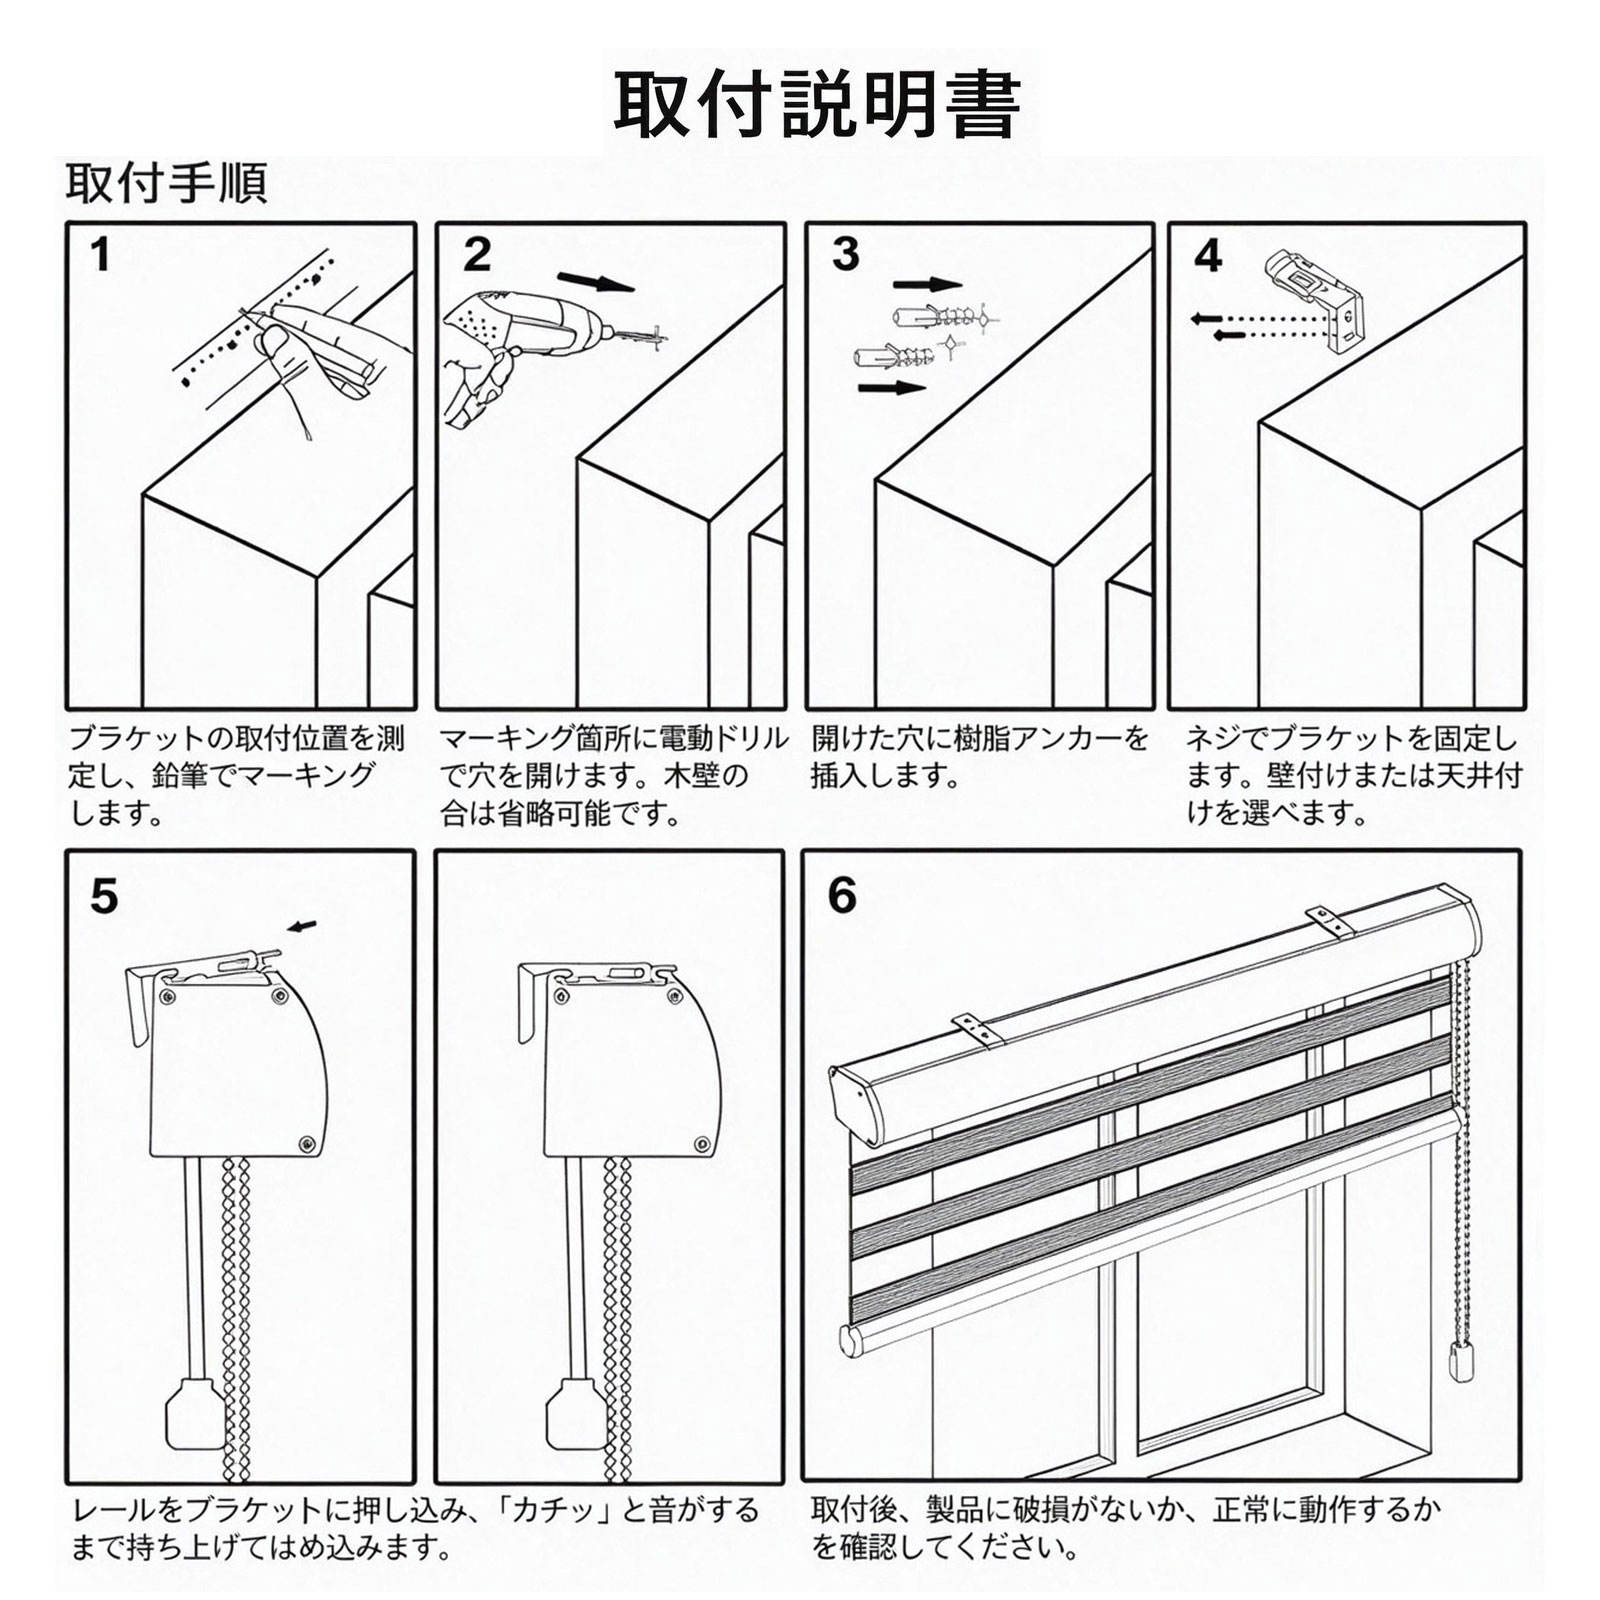 取付説明書
取付手順
1
2
3
4
ブラケットの取付位置を測
定し、鉛筆でマーキング
します。
マーキング箇所に電動ドリル
で穴を開けます。木壁の
合は省略可能です。
開けた穴に樹脂アンカーを
挿入します。
ネジでブラケットを固定し
ます。壁付けまたは天井付
けを選べます。
5
6
レールをブラケットに押し込み、「カチッ」と音がする
まで持ち上げてはめ込みます。
取付後、製品に破損がないか、正常に動作するか
を確認してください。